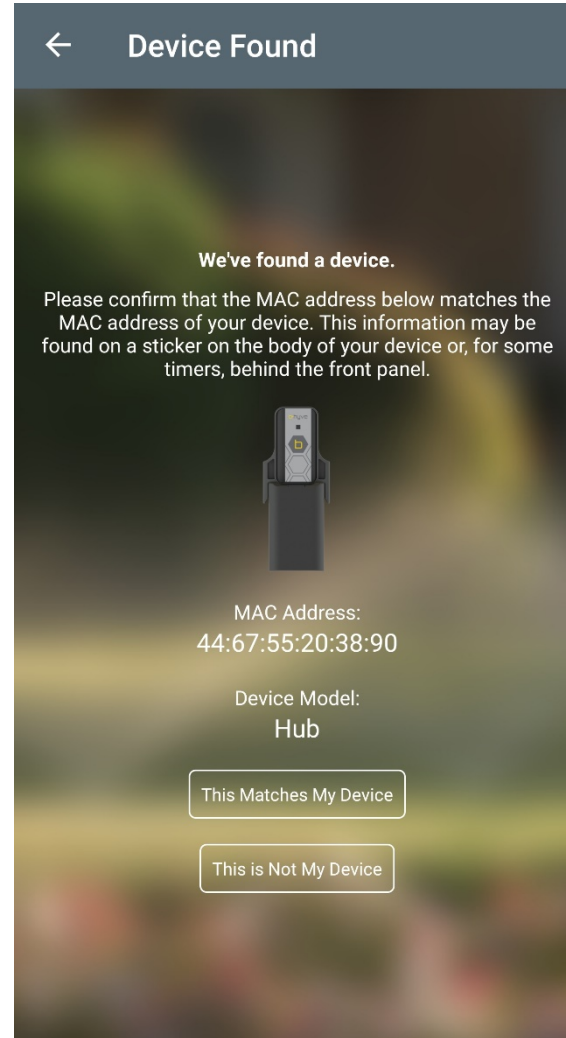 Device Found
We've found a device.
Please confirm that the MAC address below matches the
MAC address of your device. This information may be
found on a sticker on the body of your device or, for some
timers, behind the front panel.
MAC Address:
44:67:55:20:38:90
Device Model:
Hub
This Matches My Device
This is Not My Device